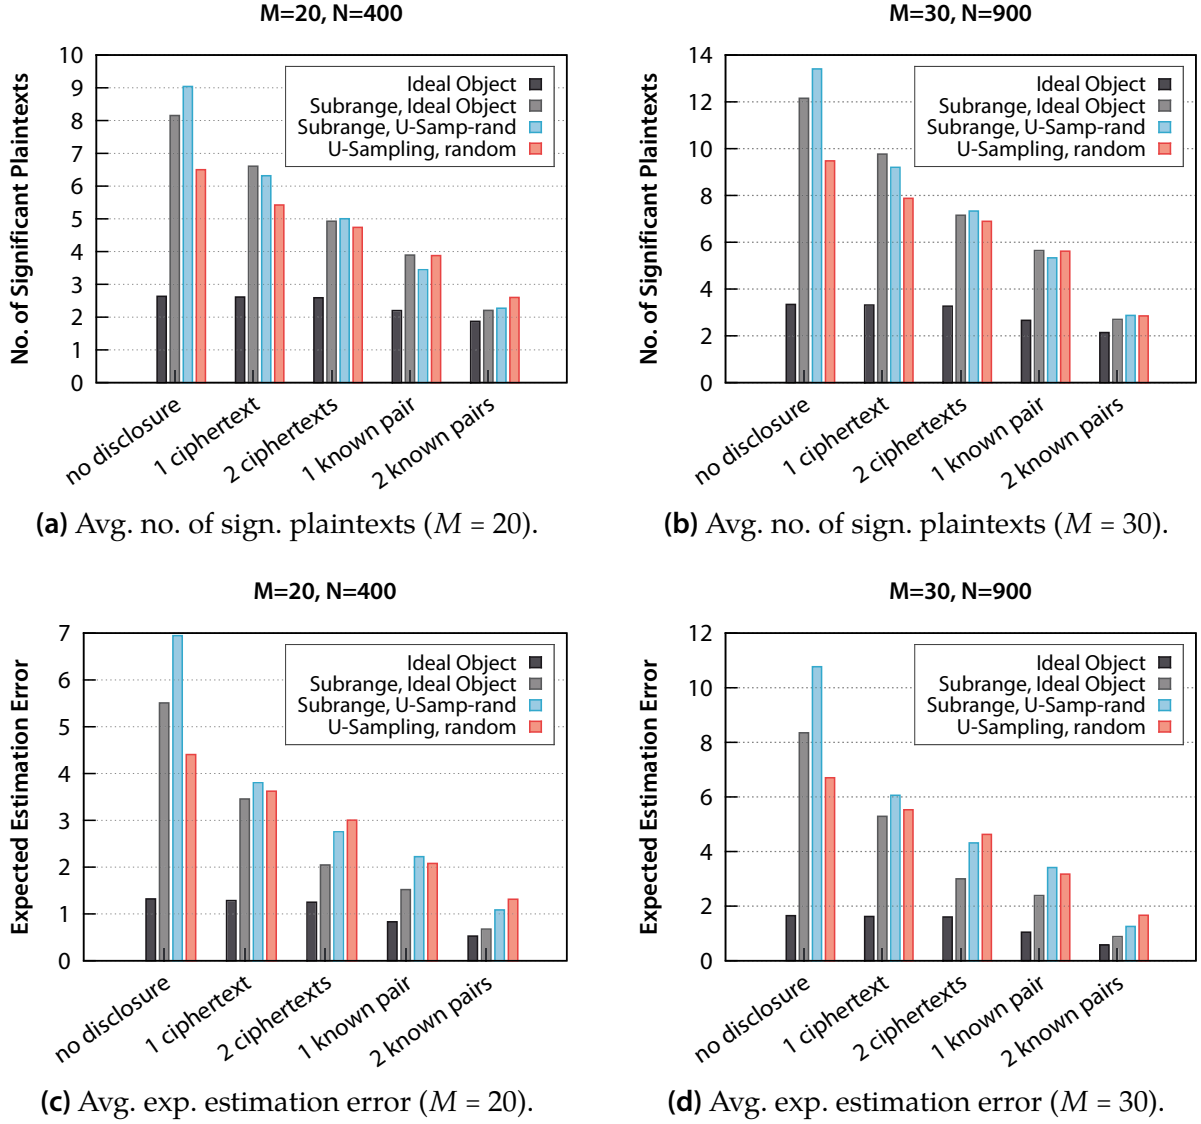 M=20, N=400
No. of Significant Plaintexts
10
9
8
7
6
5
4
3
2
1
0
Ideal Object
Subrange, Ideal Object
Subrange, U-Samp-rand
U-Sampling, random
no disclosure
1 ciphertext
2 ciphertexts
1 known pair
2 known pairs
(a) Avg. no. of sign. plaintexts (M = 20).
M=30, N=900
No. of Significant Plaintexts
14
12
10
8
6
4
2
0
Ideal Object
Subrange, Ideal Object
Subrange, U-Samp-rand
U-Sampling, random
no disclosure
1 ciphertext
2 ciphertexts
1 known pair
2 known pairs
(b) Avg. no. of sign. plaintexts (M = 30).
M=20, N=400
Expected Estimation Error
7
6
5
4
3
2
1
0
Ideal Object
Subrange, Ideal Object
Subrange, U-Samp-rand
U-Sampling, random
no disclosure
1 ciphertext
2 ciphertexts
1 known pair
2 known pairs
(c) Avg. exp. estimation error (M = 20).
M=30, N=900
Expected Estimation Error
12
10
8
6
4
2
0
Ideal Object
Subrange, Ideal Object
Subrange, U-Samp-rand
U-Sampling, random
no disclosure
1 ciphertext
2 ciphertexts
1 known pair
2 known pairs
(d) Avg. exp. estimation error (M = 30).